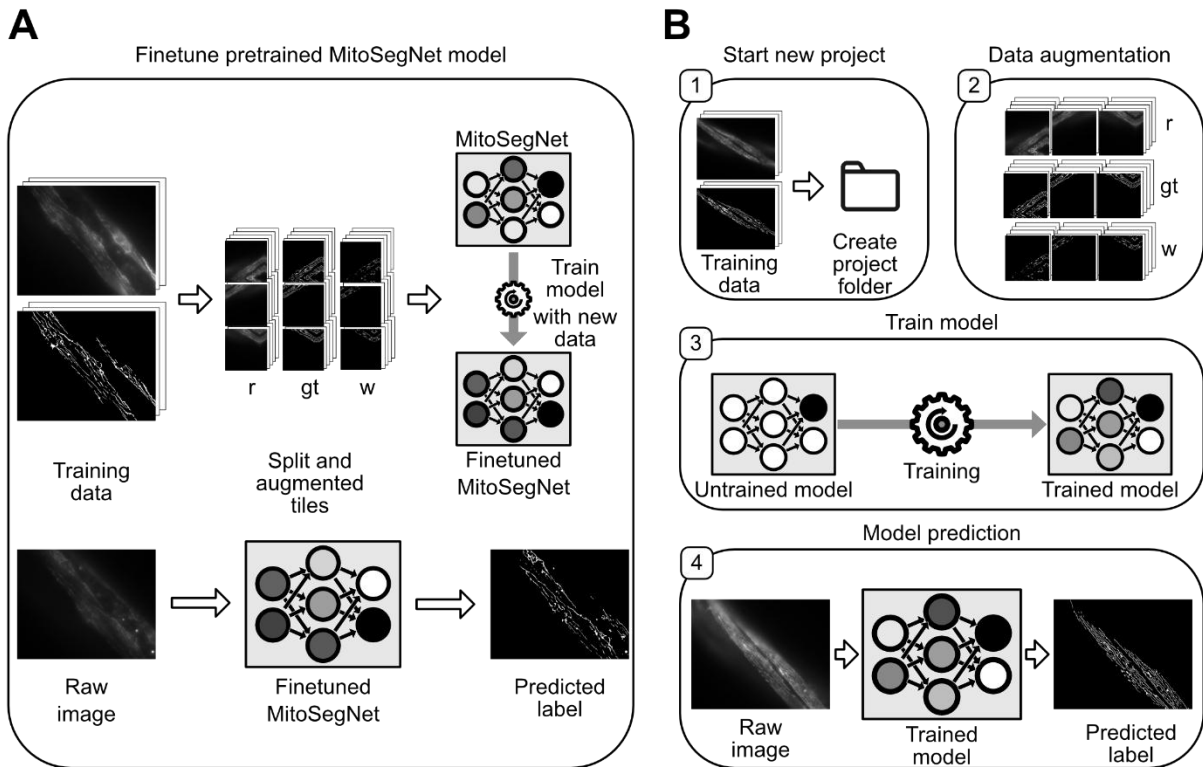 A
Finetune pretrained MitoSegNet model
MitoSegNet
Train
model
with new
data
r
gt
w
Training
data
Split and
augmented
tiles
Finetuned
MitoSegNet
Raw
image
Finetuned
MitoSegNet
Predicted
label
B
Start new project
1
Training
data
Create
project
folder
Data augmentation
2
r
gt
w
Train model
3
Untrained model
Training
Trained model
Model prediction
4
Raw
image
Trained
model
Predicted
label